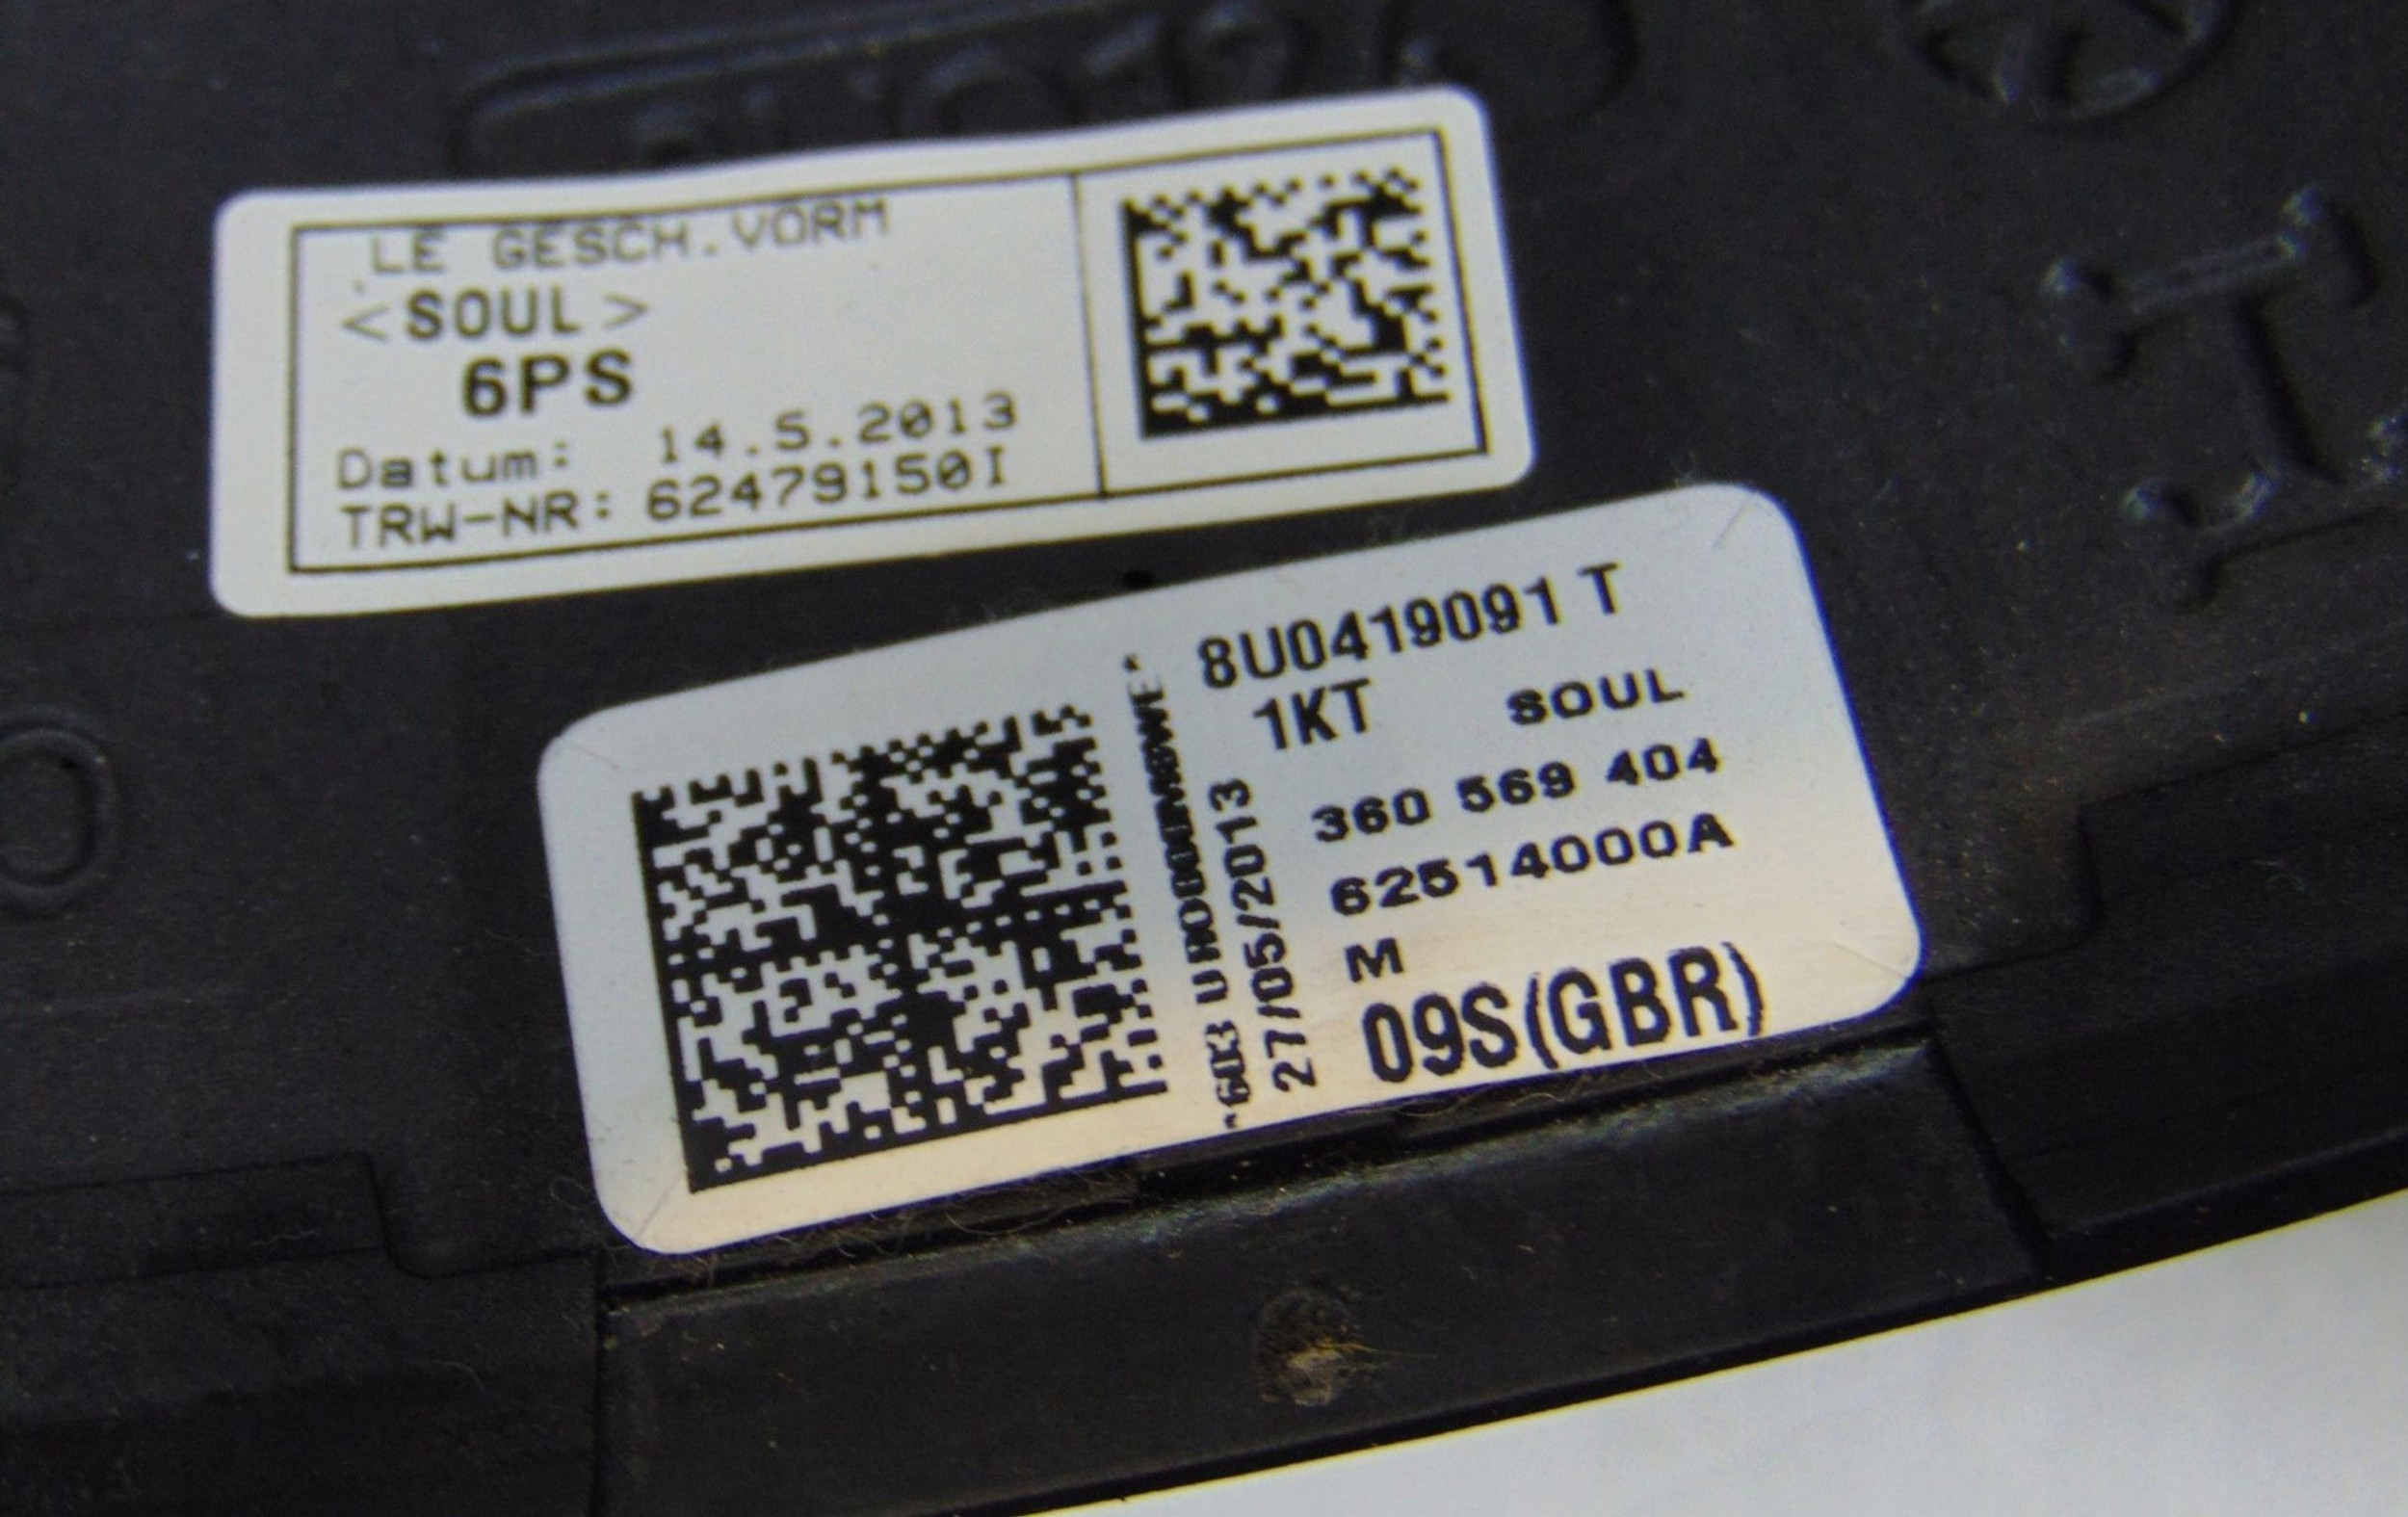 LE GESCH.VORM
<SOUL>
6PS
Datum: 14.5.2013
TRW-NR: 62479150I
8U0419091 T
1KT SOUL
360 569 404
62514000A
M
09S(GBR)
27/05/2013